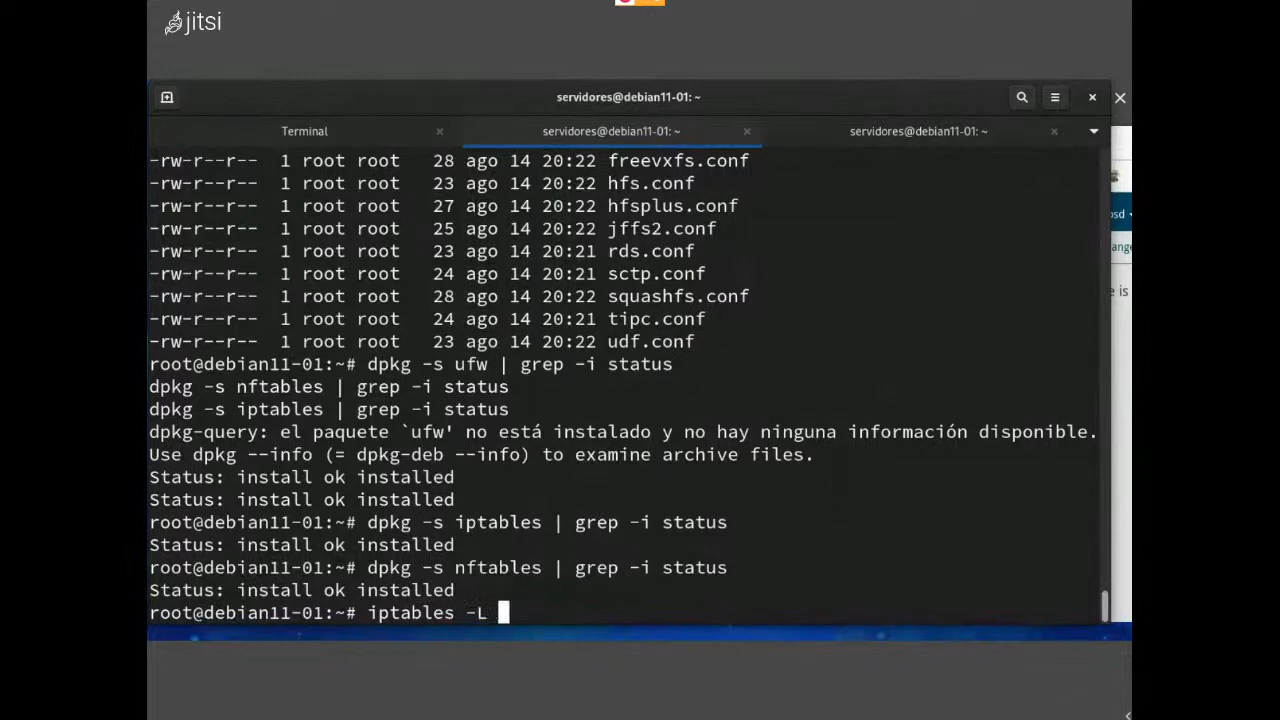 jitsi
servidores@debian11-01: ~
Terminal
servidores@debian11-01: ~
servidores@debian11-01: ~
-rw-r--r-- 1 root root 28 ago 14 20:22 freevxfs.conf
-rw-r--r-- 1 root root 23 ago 14 20:22 hfs.conf
-rw-r--r-- 1 root root 27 ago 14 20:22 hfsplus.conf
-rw-r--r-- 1 root root 25 ago 14 20:22 jffs2.conf
-rw-r--r-- 1 root root 23 ago 14 20:21 rds.conf
-rw-r--r-- 1 root root 24 ago 14 20:21 sctp.conf
-rw-r--r-- 1 root root 28 ago 14 20:22 squashfs.conf
-rw-r--r-- 1 root root 24 ago 14 20:21 tipc.conf
-rw-r--r-- 1 root root 23 ago 14 20:22 udf.conf
root@debian11-01:~# dpkg -s ufw | grep -i status
dpkg -s nftables | grep -i status
dpkg -s iptables | grep -i status
dpkg-query: el paquete `ufw' no está instalado y no hay ninguna información disponible.
Use dpkg --info (= dpkg-deb --info) to examine archive files.
Status: install ok installed
Status: install ok installed
root@debian11-01:~# dpkg -s iptables | grep -i status
Status: install ok installed
root@debian11-01:~# dpkg -s nftables | grep -i status
Status: install ok installed
root@debian11-01:~# iptables -L
is